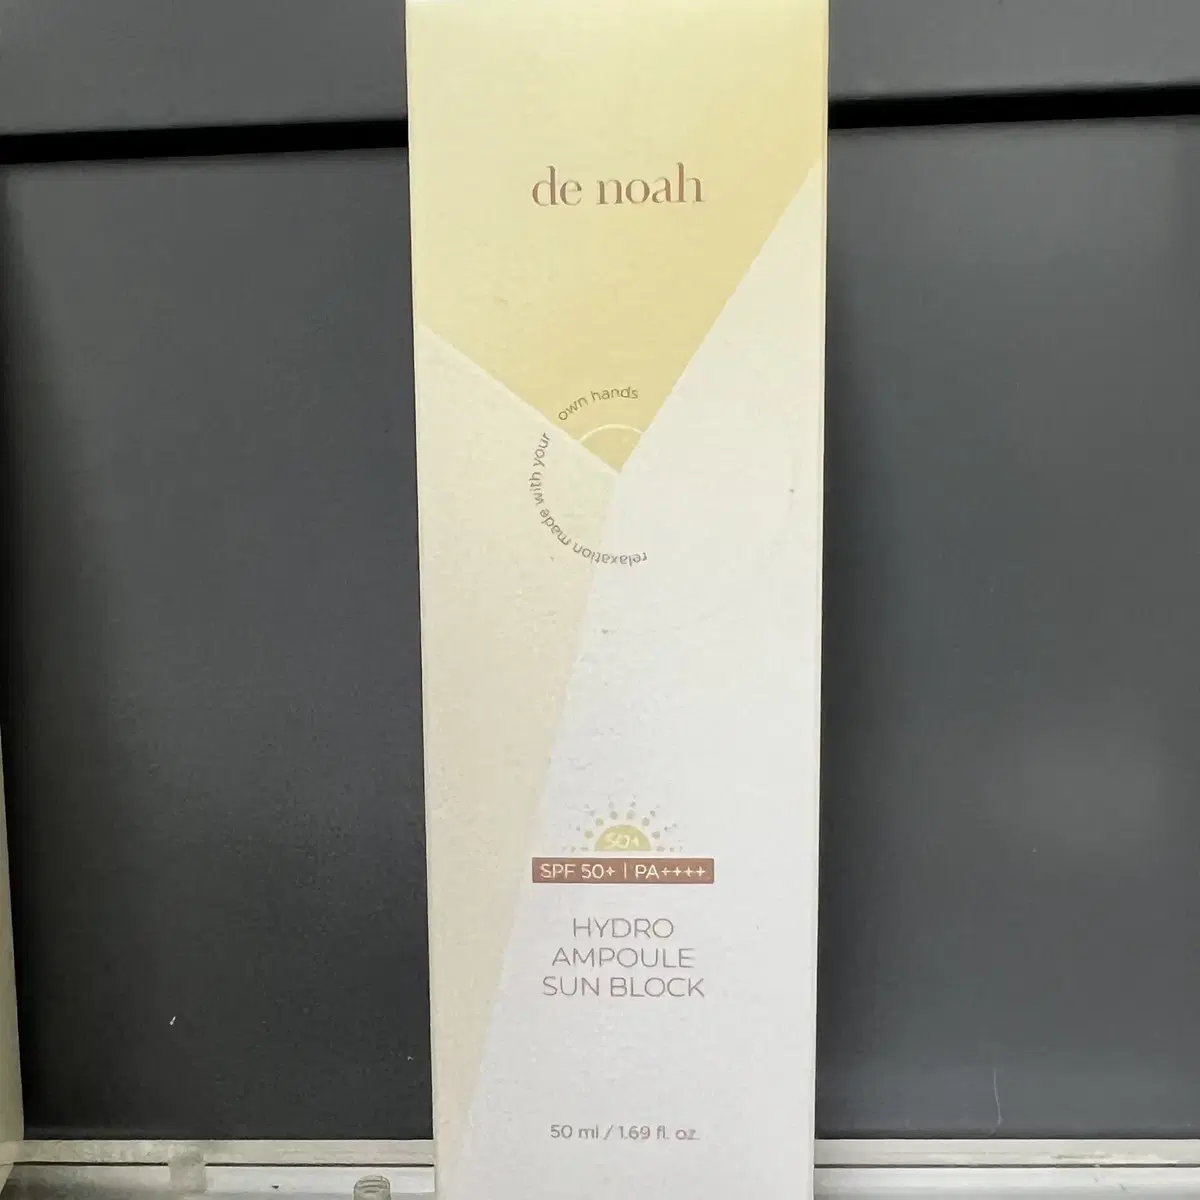 de noah
relaxation made with your own hands
50+
SPF 50+ | PA++++
HYDRO
AMPOULE
SUN BLOCK
50 ml / 1.69 fl. oz.